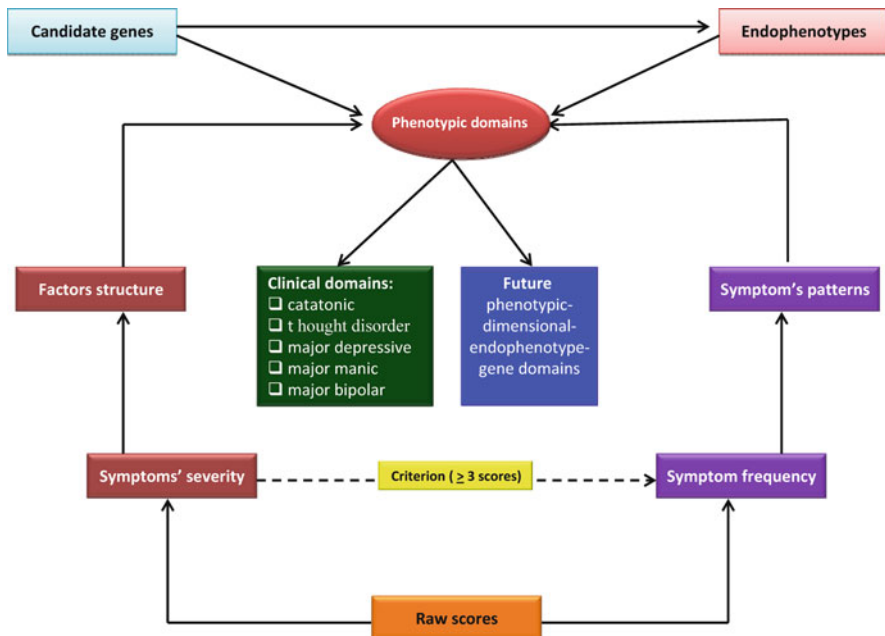 Candidate genes
Endophenotypes
Phenotypic domains
Factors structure
Clinical domains:
❑ catatonic
❑ t hought disorder
❑ major depressive
❑ major manic
❑ major bipolar
Future
phenotypic-
dimensional-
endophenotype-
gene domains
Symptom's patterns
Symptoms' severity
Criterion ( ≥ 3 scores)
Symptom frequency
Raw scores